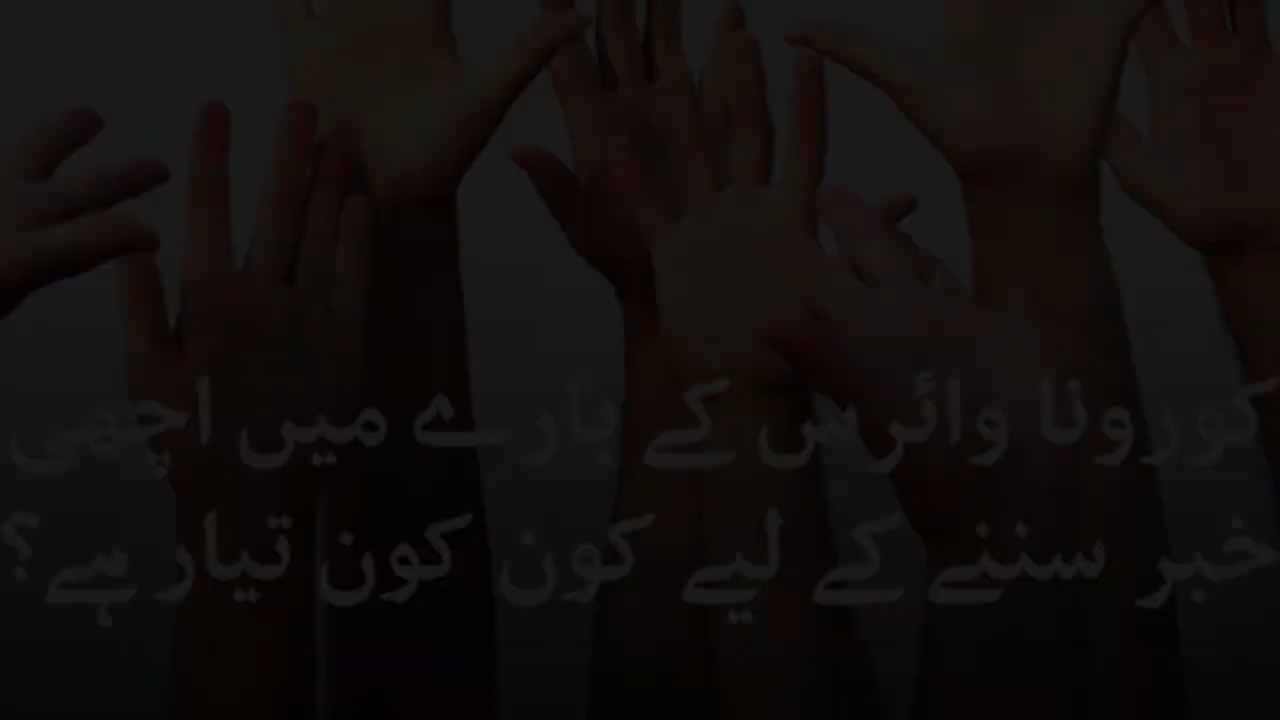 کورونا وائرس کے بارے میں اچھی
خبر سننے کے لیے کون کون تیار ہے؟